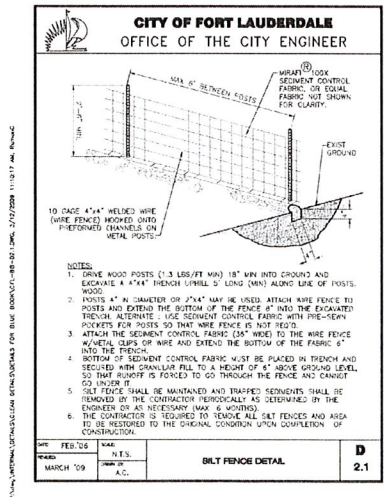 CITY OF FORT LAUDERDALE
OFFICE OF THE CITY ENGINEER
MAX 6' BETWEEN POSTS
MIRAFI® 100X
SEDIMENT CONTROL
FABRIC, OR EQUAL
FABRIC NOT SHOWN
FOR CLARITY.
EXIST
GROUND
10 GAGE 4"x4" WELDED WIRE
(WIRE FENCE) HOOKED ONTO
PREFORMED CHANNELS ON
METAL POSTS.
NOTES:
1. DRIVE WOOD POSTS (1.3 LBS/FT MIN) 18" MIN INTO GROUND AND
EXCAVATE A 4"X4" TRENCH UPHILL 5' LONG (MIN) ALONG LINE OF POSTS.
WOOD.
2. POSTS 4" IN DIAMETER OR 2"X4" MAY BE USED. ATTACH WIRE FENCE TO
POSTS AND EXTEND THE BOTTOM OF THE FENCE 8" INTO THE EXCAVATED
TRENCH. ALTERNATE : USE SEDIMENT CONTROL FABRIC WITH PRE-SEWN
POCKETS FOR POSTS SO THAT WIRE FENCE IS NOT REQ'D.
3. ATTACH THE SEDIMENT CONTROL FABRIC (36" WIDE) TO THE WIRE FENCE
W/METAL CLIPS OR WIRE AND EXTEND THE BOTTOM OF THE FABRIC 6"
INTO THE TRENCH.
4. BOTTOM OF SEDIMENT CONTROL FABRIC MUST BE PLACED IN TRENCH AND
SECURED WITH GRANULAR FILL TO A HEIGHT OF 6" ABOVE GROUND LEVEL,
SO THAT RUNOFF IS FORCED TO GO THROUGH THE FENCE AND CANNOT
GO UNDER IT.
5. SILT FENCE SHALL BE MAINTAINED AND TRAPPED SEDIMENTS SHALL BE
REMOVED BY THE CONTRACTOR PERIODICALLY AS DETERMINED BY THE
ENGINEER OR AS NECESSARY (MAX 6 MONTHS).
6. THE CONTRACTOR IS REQUIRED TO REMOVE ALL SILT FENCES AND AREA
TO BE RESTORED TO THE ORIGINAL CONDITION UPON COMPLETION OF
CONSTRUCTION.
DATE FEB.'06
SCALE N.T.S.
REVISED MARCH '09
DRAWN BY A.C.
SILT FENCE DETAIL
D
2.1